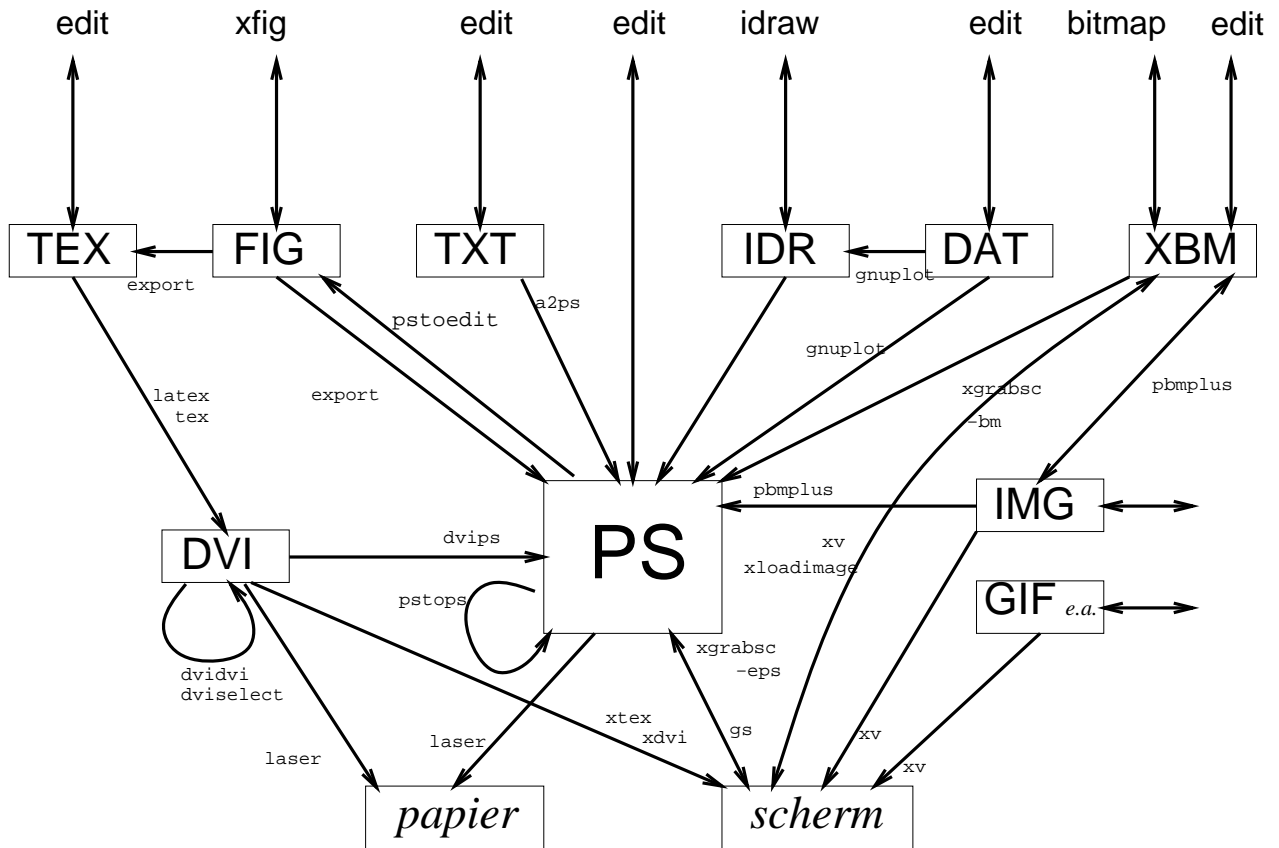 edit xfig edit edit idraw edit bitmap edit
TEX FIG TXT IDR DAT XBM
export
gnuplot
a2ps
pstoedit
gnuplot
latex
tex
export
xgrabsc
-bm
pbmplus
pbmplus
IMG
DVI
dvips
PS
xv
xloadimage
GIF e.a.
pstops
xgrabsc
-eps
dvidvi
dviselect
xtex
xdvi
gs
xv
laser
laser
xv
papier
scherm